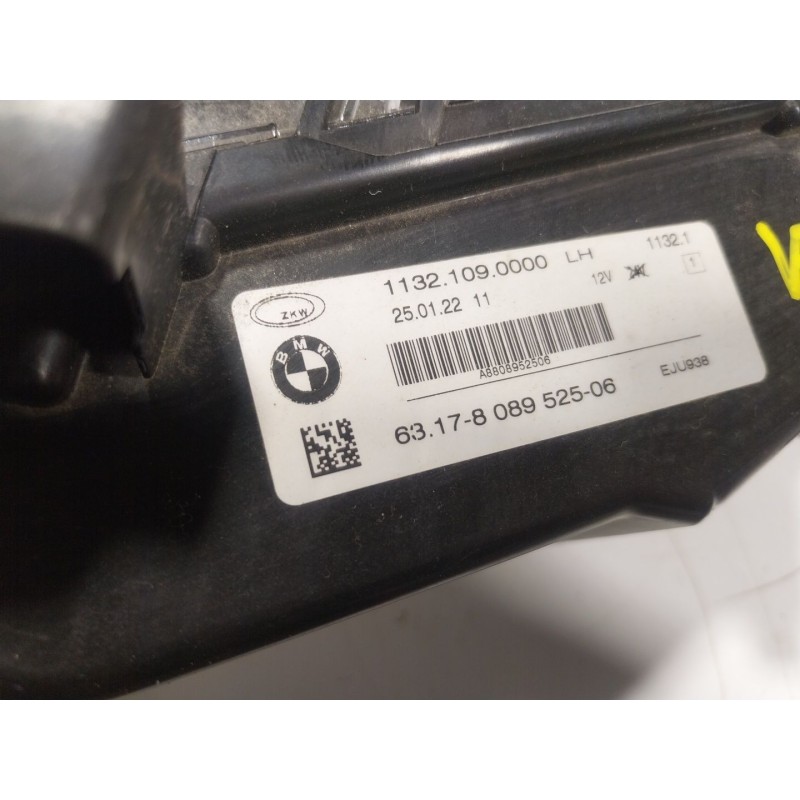 1132.109.0000 LH 1132.1
ZKW
25.01.22 11 12V 1
BMW
A8808952506
63.17-8 089 525-06 EJU938